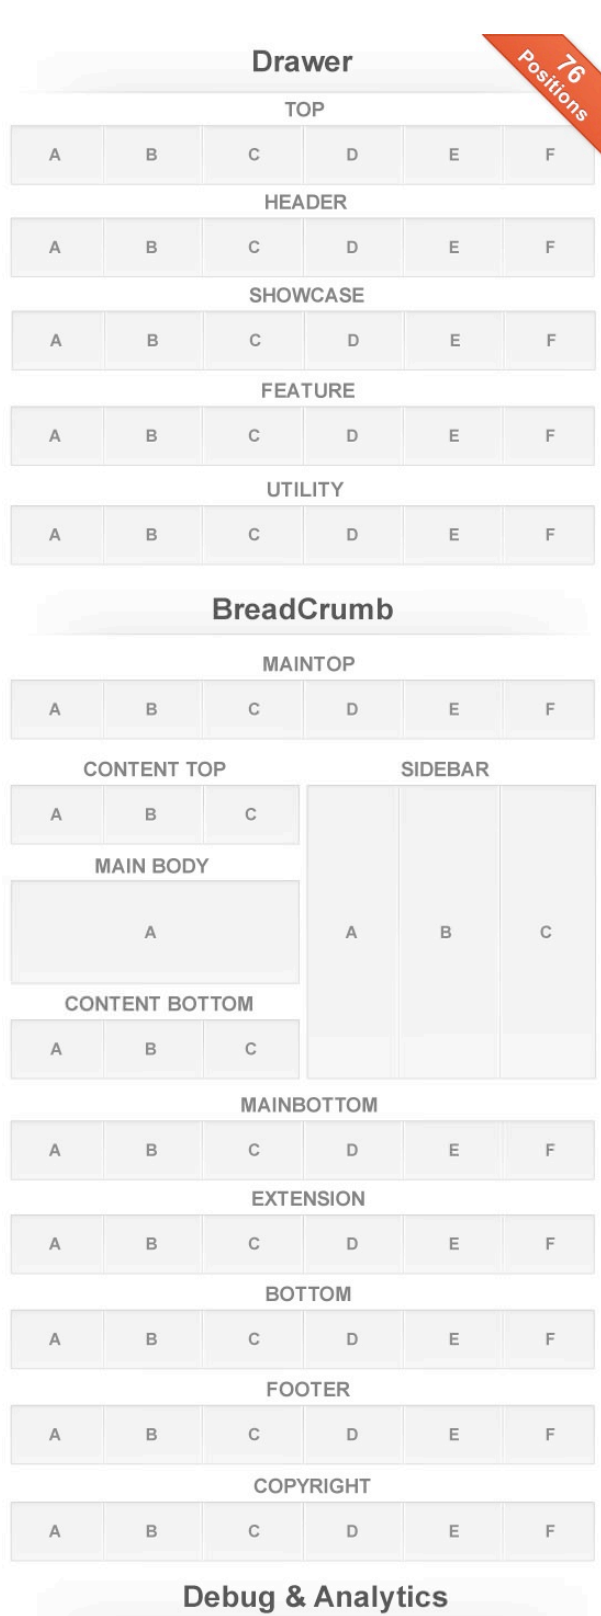 Drawer
76
Positions
TOP
A B C D E F
HEADER
A B C D E F
SHOWCASE
A B C D E F
FEATURE
A B C D E F
UTILITY
A B C D E F
BreadCrumb
MAINTOP
A B C D E F
CONTENT TOP
A B C
MAIN BODY
A
CONTENT BOTTOM
A B C
SIDEBAR
A B C
MAINBOTTOM
A B C D E F
EXTENSION
A B C D E F
BOTTOM
A B C D E F
FOOTER
A B C D E F
COPYRIGHT
A B C D E F
Debug & Analytics